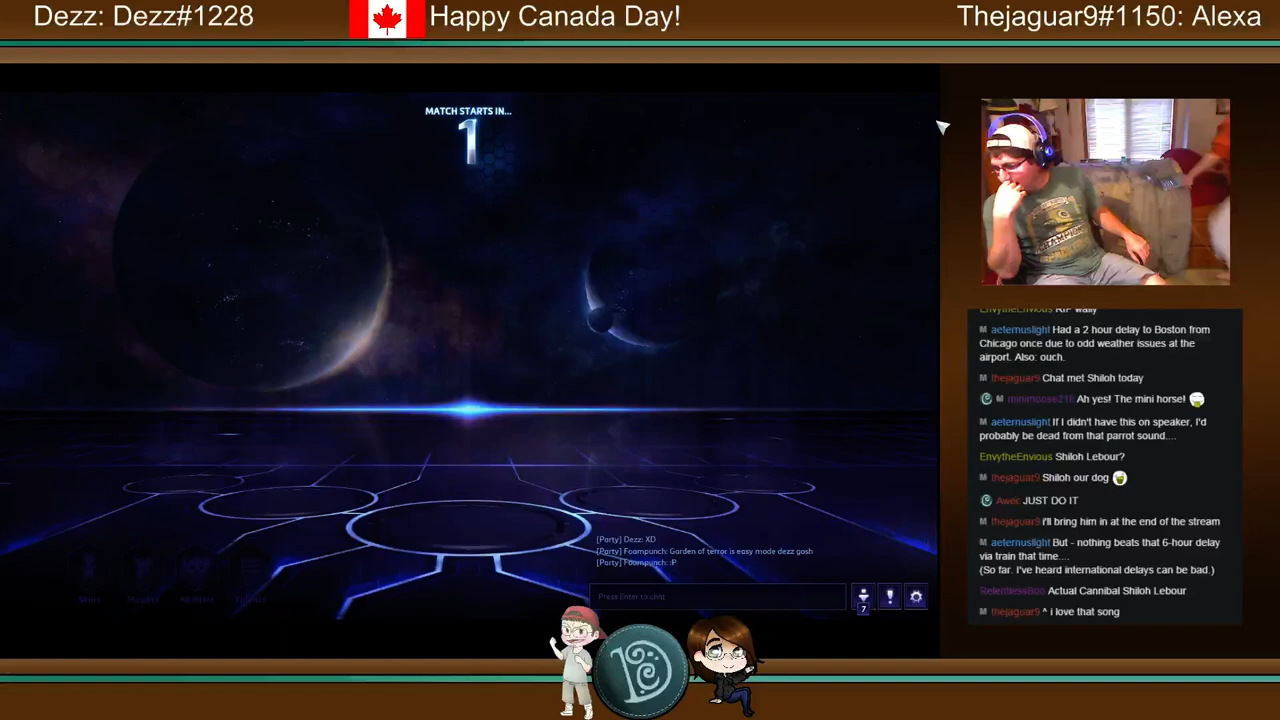 Dezz: Dezz#1228
Happy Canada Day!
Thejaguar9#1150: Alexa
MATCH STARTS IN...
1
EnvytheEnvious RIP wally
M aeternuslight Had a 2 hour delay to Boston from
Chicago once due to odd weather issues at the
airport. Also: ouch.
M thejaguar9 Chat met Shiloh today
M minimoose218 Ah yes! The mini horse!
M aeternuslight If I didn't have this on speaker, I'd
probably be dead from that parrot sound....
EnvytheEnvious Shiloh Lebour?
M thejaguar9 Shiloh our dog
Awec JUST DO IT
M thejaguar9 i'll bring him in at the end of the stream
M aeternuslight But - nothing beats that 6-hour delay
via train that time....
(So far. I've heard international delays can be bad.)
RelentlessBoo Actual Cannibal Shiloh Lebour
M thejaguar9 ^ i love that song
[Party] Dezz: XD
[Party] Foampunch: Garden of terror is easy mode dezz gosh
[Party] Foampunch: :P
Press Enter to chat
7